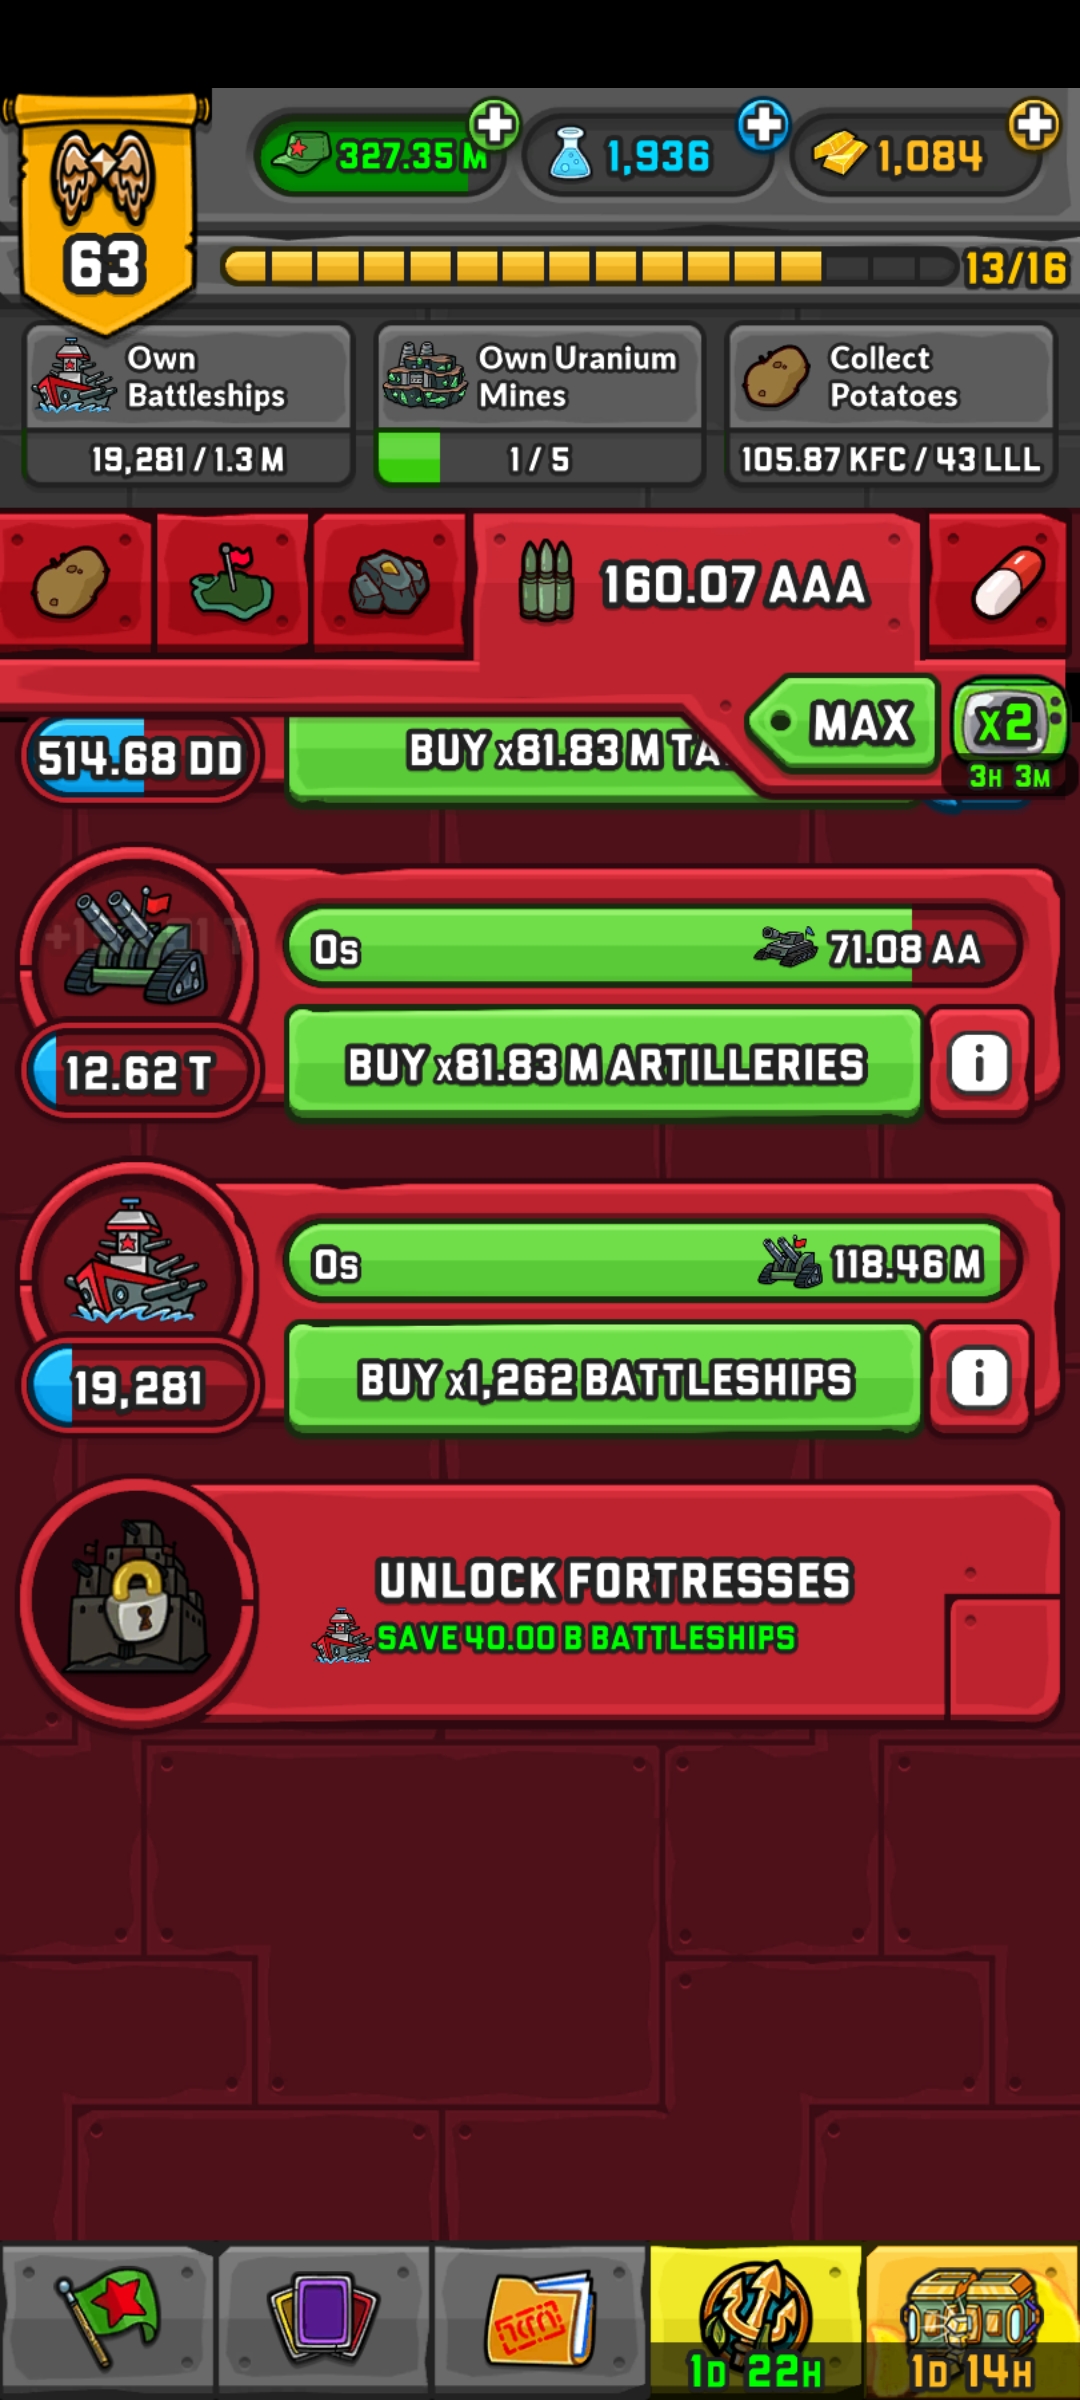 327.35 M
1,936
1,084
63
13/16
Own
Battleships
19,281 / 1.3 M
Own Uranium
Mines
1 / 5
Collect
Potatoes
105.87 KFC / 43 LLL
160.07 AAA
MAX
x2
3H 3M
514.68 DD
BUY x81.83 M TA
0s
71.08 AA
12.62 T
BUY x81.83 M ARTILLERIES
i
0s
118.46 M
19,281
BUY x1,262 BATTLESHIPS
i
UNLOCK FORTRESSES
SAVE 40.00 B BATTLESHIPS
1D 22H
1D 14H